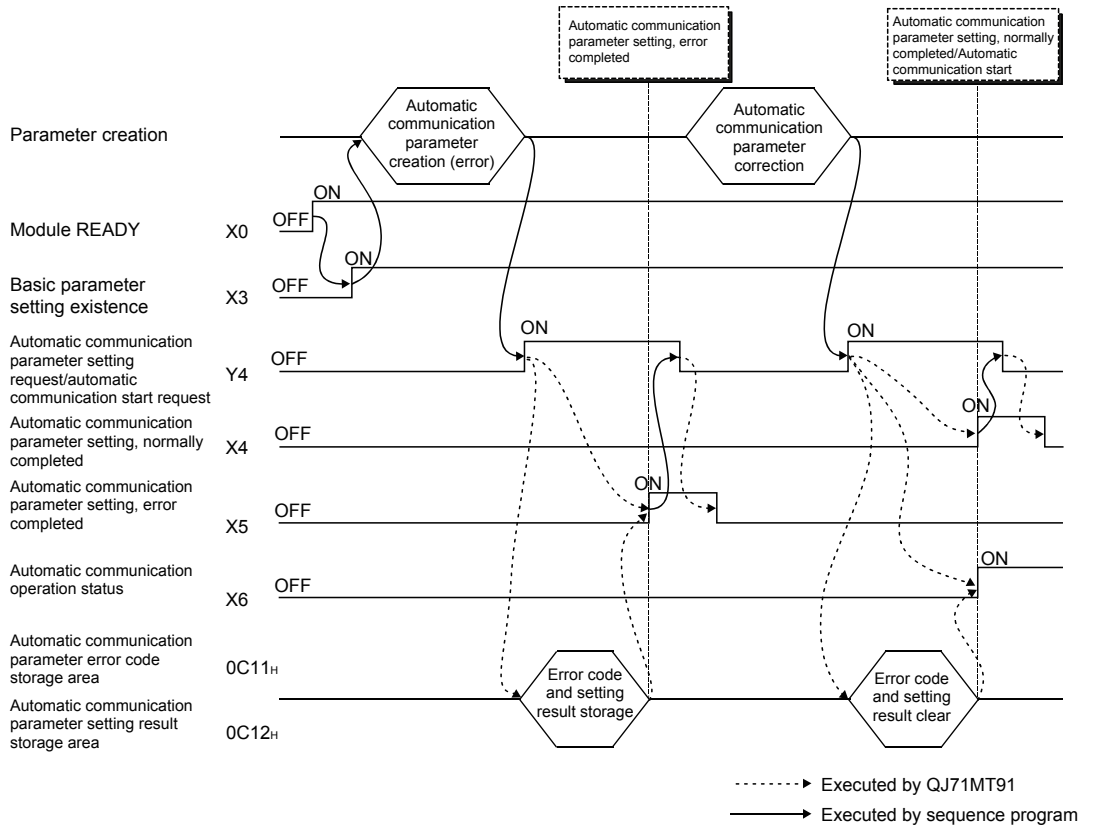 Automatic communication
parameter setting, error
completed
Automatic communication
parameter setting, normally
completed/Automatic
communication start
Parameter creation
Automatic
communication
parameter
creation (error)
Automatic
communication
parameter
correction
Module READY
X0
OFF
ON
Basic parameter
setting existence
X3
OFF
ON
Automatic communication
parameter setting
request/automatic
communication start request
Y4
OFF
ON
ON
Automatic communication
parameter setting, normally
completed
X4
OFF
ON
Automatic communication
parameter setting, error
completed
X5
OFF
ON
Automatic communication
operation status
X6
OFF
ON
Automatic communication
parameter error code
storage area
0C11H
Automatic communication
parameter setting result
storage area
0C12H
Error code
and setting
result storage
Error code
and setting
result clear
Executed by QJ71MT91
Executed by sequence program